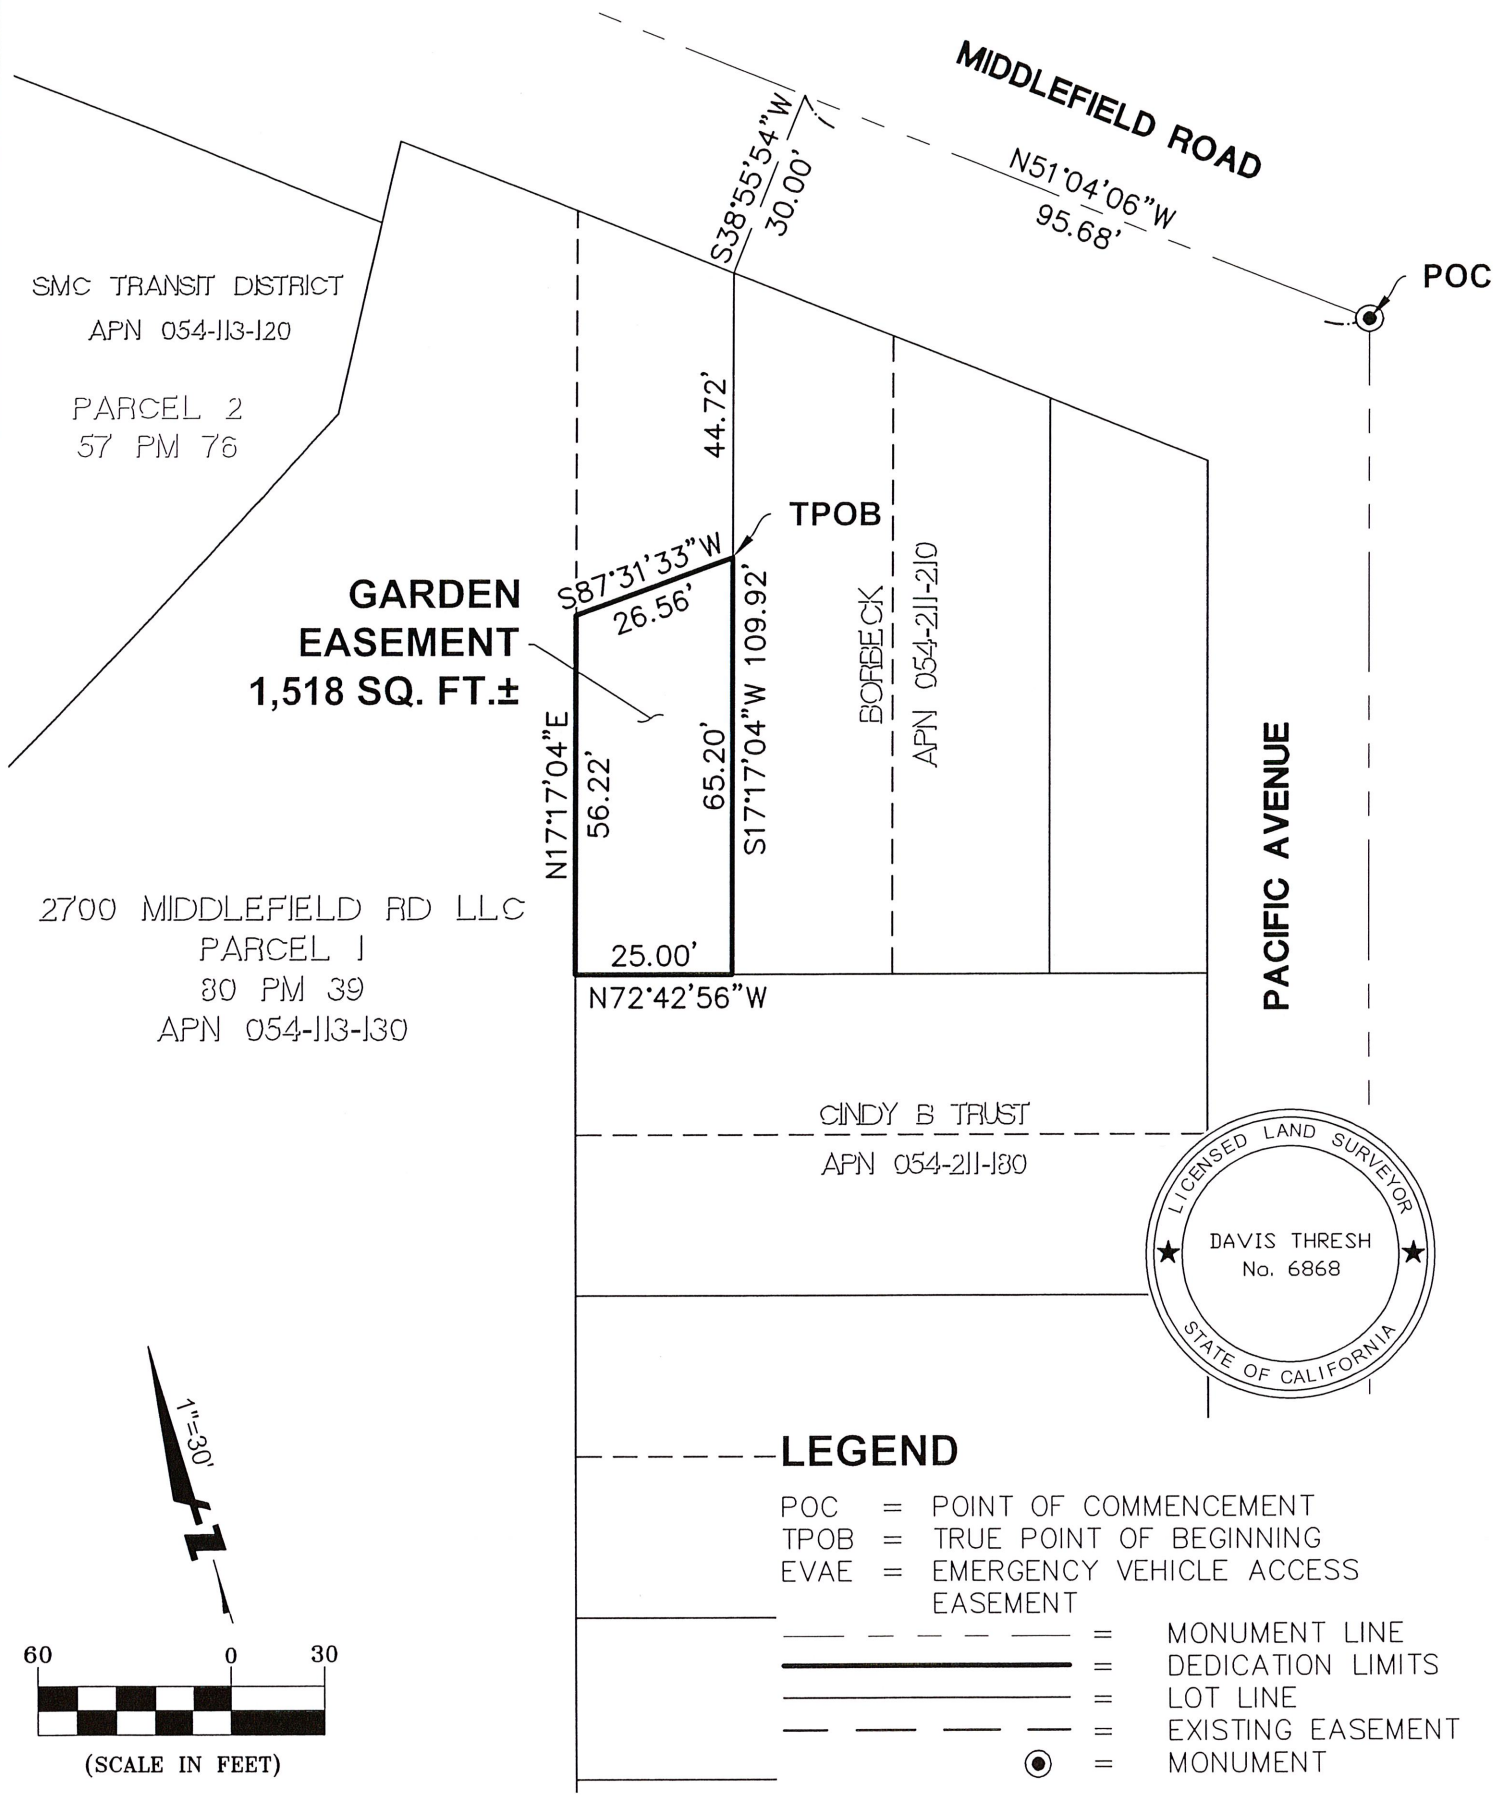 MIDDLEFIELD ROAD
N51°04'06"W
95.68'
S38°55'54"W
30.00'
POC
SMC TRANSIT DISTRICT
APN 054-113-120
PARCEL 2
57 PM 76
44.72'
TPOB
S87°31'33"W
26.56'
GARDEN
EASEMENT
1,518 SQ. FT.±
N17°17'04"E
56.22'
65.20'
S17°17'04"W 109.92'
BORBECK
APN 054-211-210
PACIFIC AVENUE
25.00'
N72°42'56"W
2700 MIDDLEFIELD RD LLC
PARCEL 1
80 PM 39
APN 054-113-130
CINDY B TRUST
APN 054-211-180
LICENSED LAND SURVEYOR
DAVIS THRESH
No. 6868
STATE OF CALIFORNIA
1"=30'
N
60 0 30
(SCALE IN FEET)
LEGEND
POC = POINT OF COMMENCEMENT
TPOB = TRUE POINT OF BEGINNING
EVAE = EMERGENCY VEHICLE ACCESS
EASEMENT
= MONUMENT LINE
= DEDICATION LIMITS
= LOT LINE
= EXISTING EASEMENT
= MONUMENT